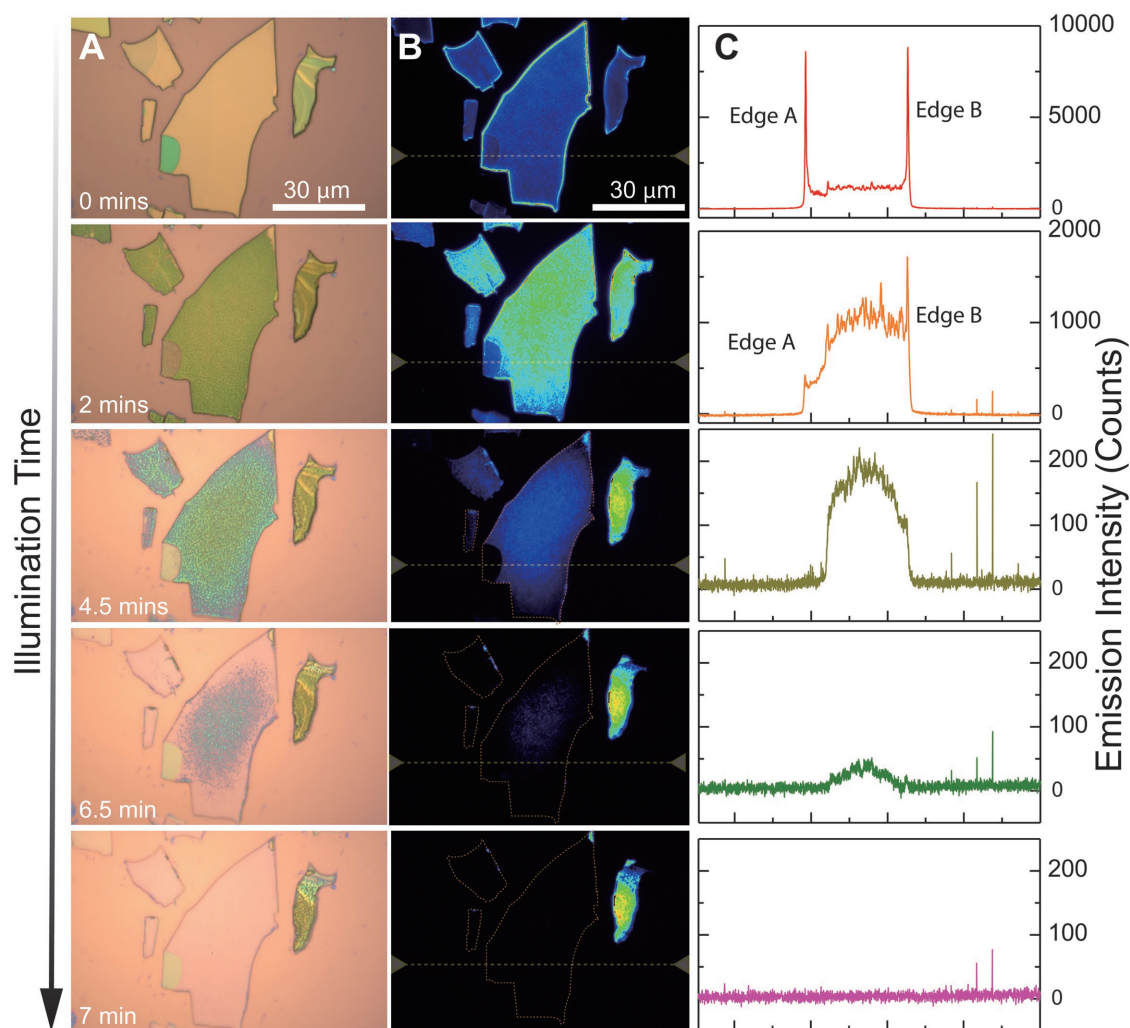 Illumination Time
A
0 mins
30 µm
2 mins
4.5 mins
6.5 min
7 min
B
30 µm
C
Edge A
Edge B
10000
5000
0
Edge A
Edge B
2000
1000
0
200
100
0
200
100
0
200
100
0
Emission Intensity (Counts)